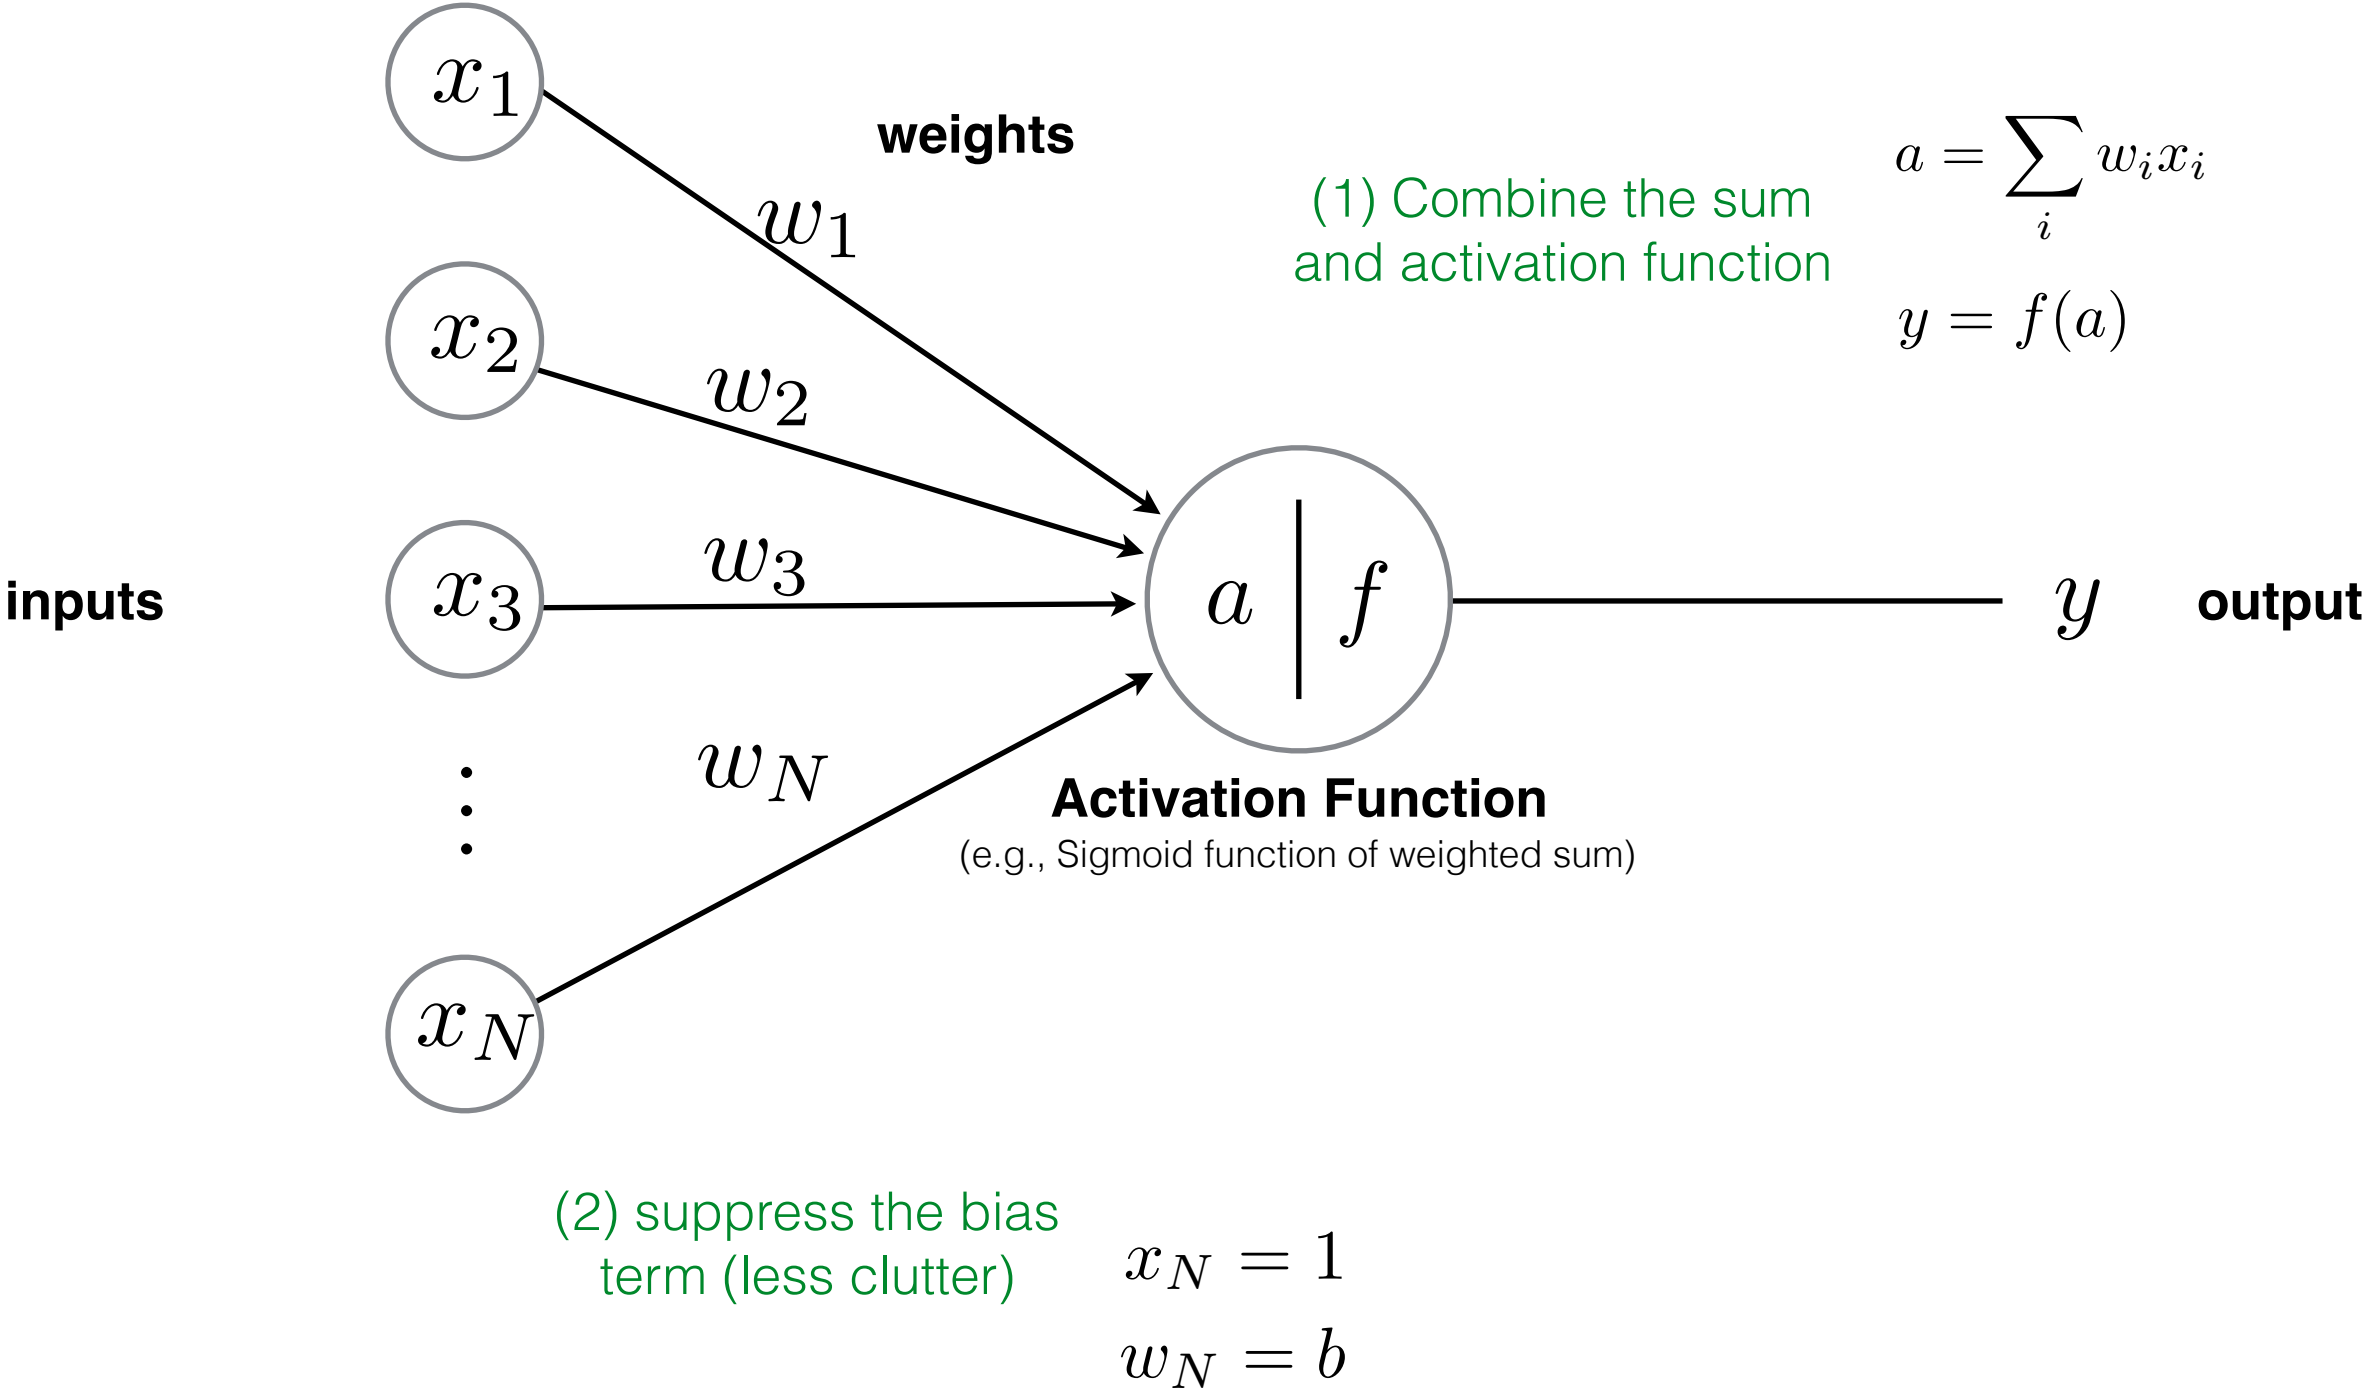 x₁
weights
a = ∑ᵢ wᵢxᵢ
(1) Combine the sum
and activation function
w₁
x₂
y = f(a)
w₂
inputs
x₃
w₃
a | f
y
output
⋮
w_N
Activation Function
(e.g., Sigmoid function of weighted sum)
x_N
(2) suppress the bias
term (less clutter)
x_N = 1
w_N = b